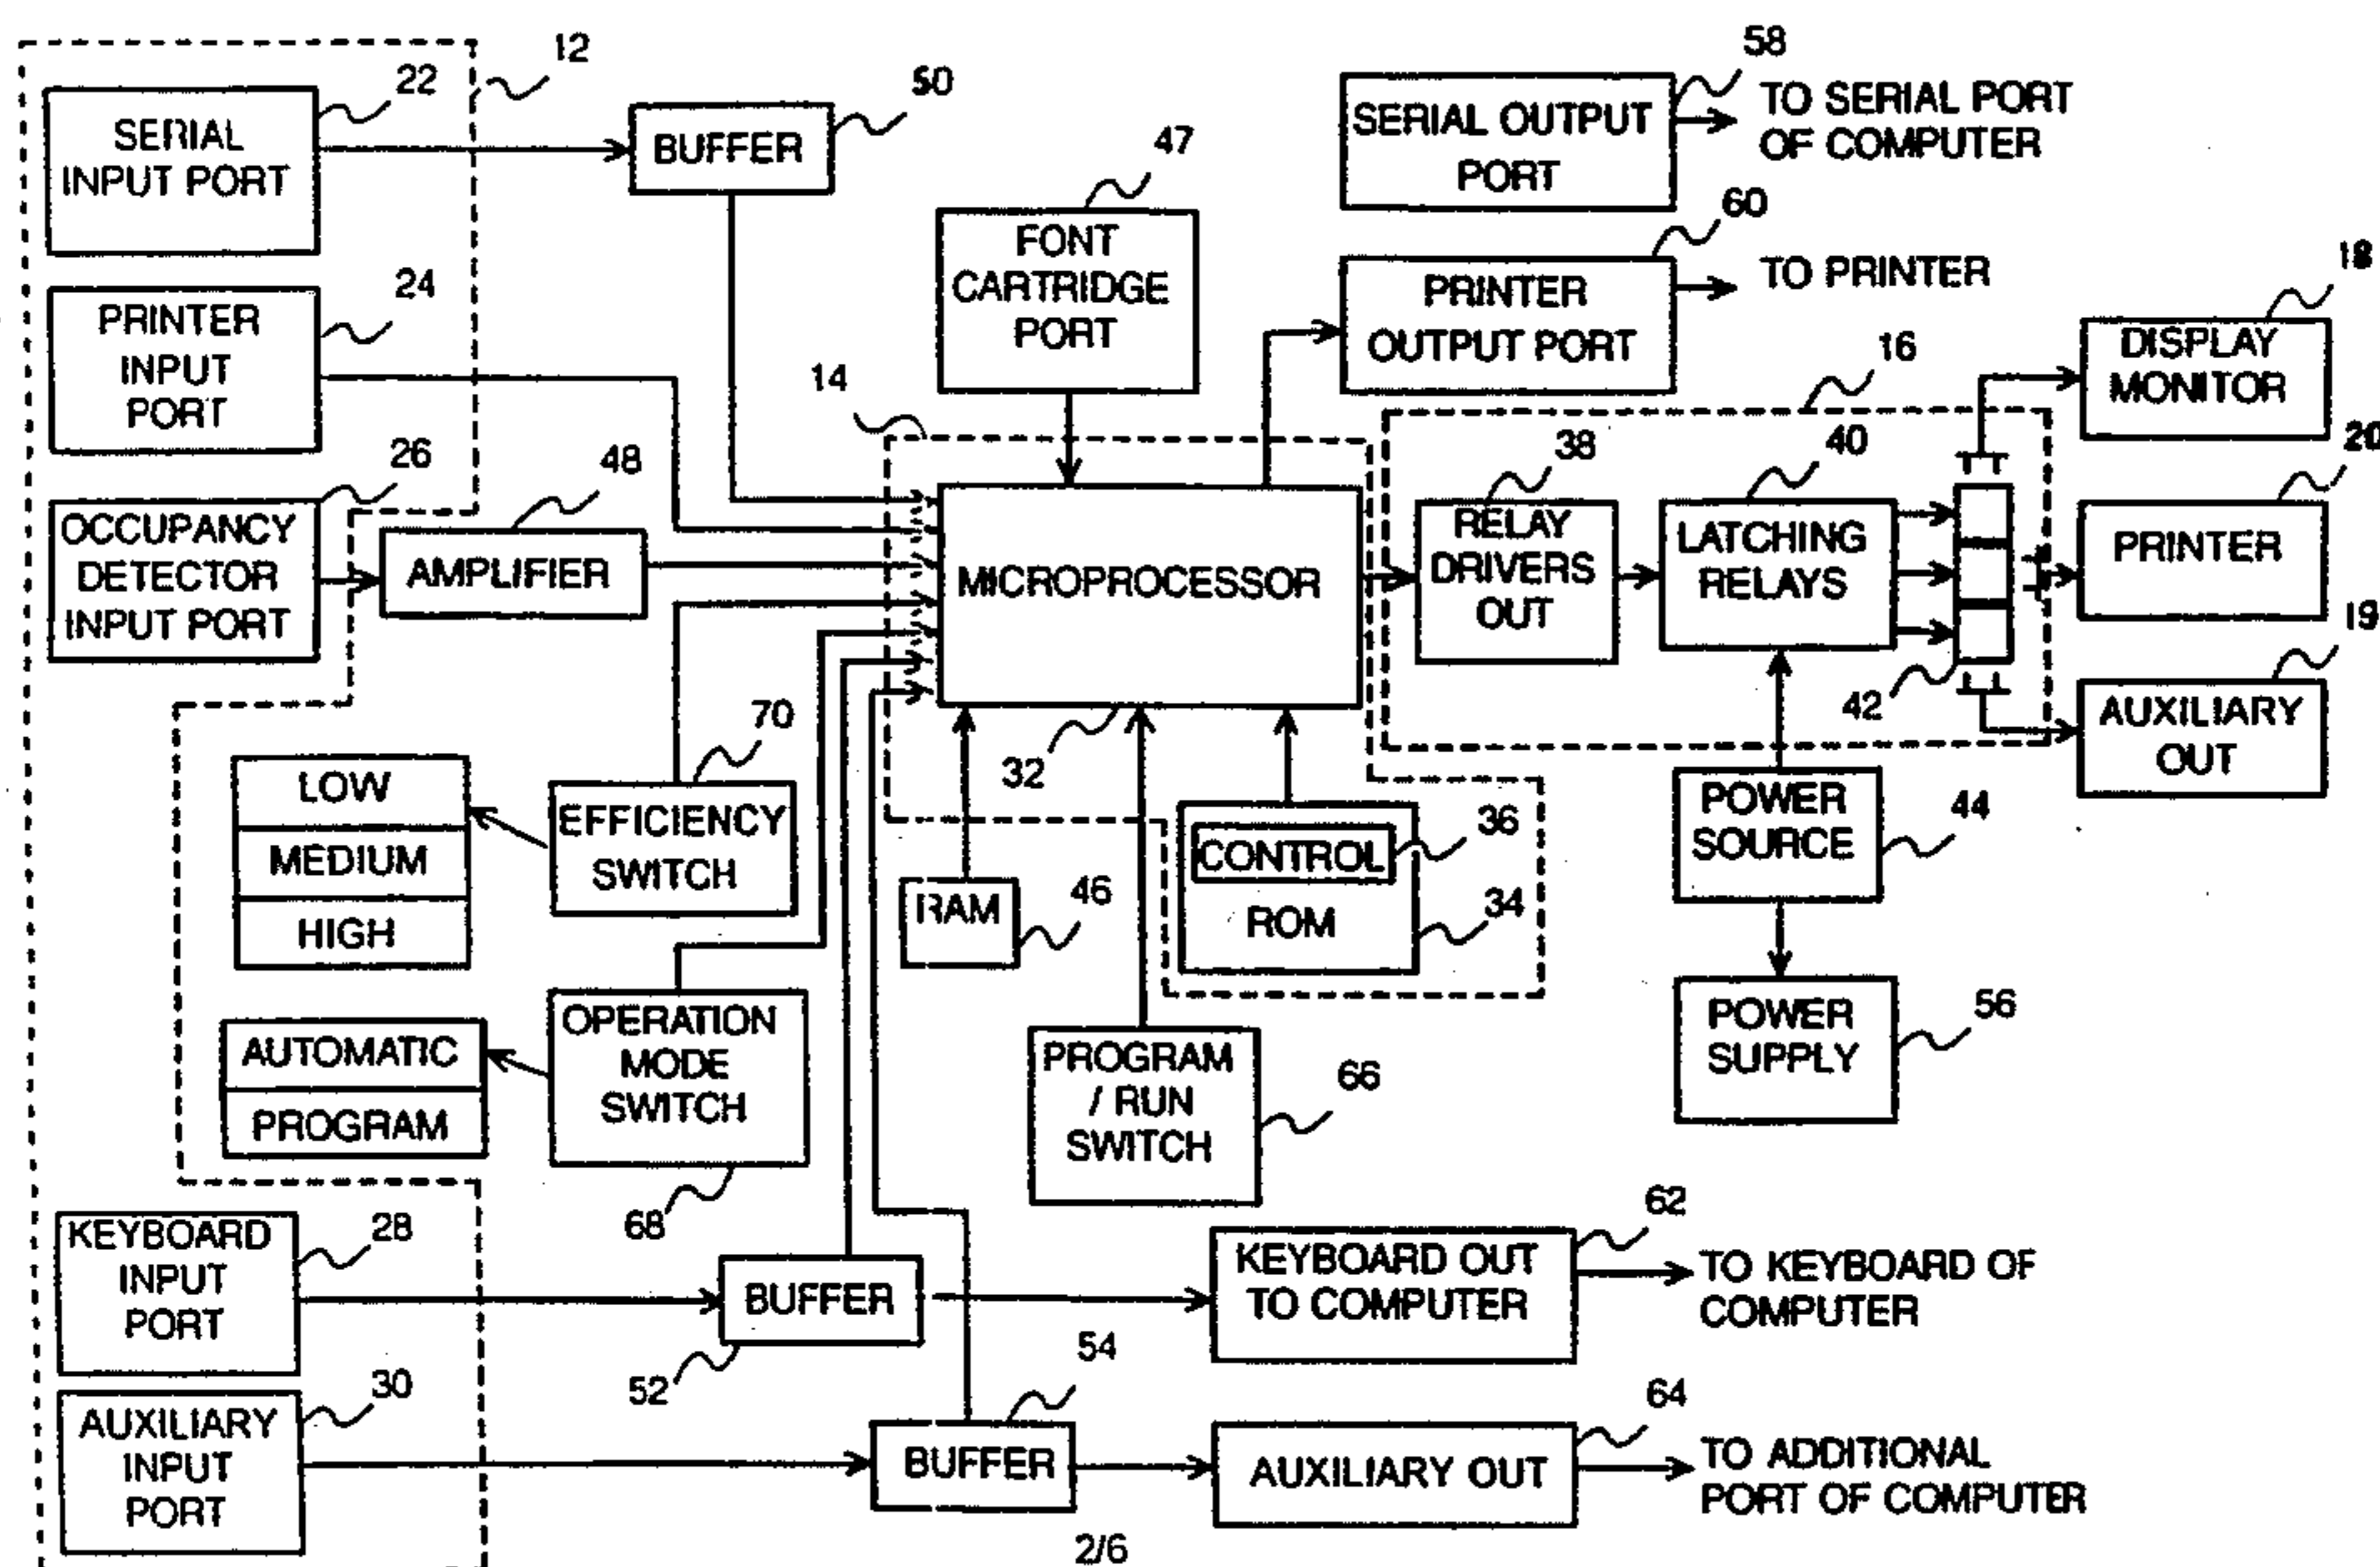 12
22
SERIAL
INPUT PORT
50
BUFFER
58
SERIAL OUTPUT
PORT
TO SERIAL PORT
OF COMPUTER
24
PRINTER
INPUT
PORT
47
FONT
CARTRIDGE
PORT
60
PRINTER
OUTPUT PORT
TO PRINTER
18
DISPLAY
MONITOR
26
OCCUPANCY
DETECTOR
INPUT PORT
48
AMPLIFIER
14
MICROPROCESSOR
32
16
38
RELAY
DRIVERS
OUT
40
LATCHING
RELAYS
42
20
PRINTER
19
AUXILIARY
OUT
LOW
MEDIUM
HIGH
70
EFFICIENCY
SWITCH
RAM
46
36
CONTROL
ROM
34
POWER
SOURCE
44
AUTOMATIC
PROGRAM
OPERATION
MODE
SWITCH
68
PROGRAM
/ RUN
SWITCH
66
POWER
SUPPLY
56
KEYBOARD
INPUT
PORT
28
BUFFER
52
62
KEYBOARD OUT
TO COMPUTER
TO KEYBOARD OF
COMPUTER
AUXILIARY
INPUT
PORT
30
54
BUFFER
64
AUXILIARY OUT
TO ADDITIONAL
PORT OF COMPUTER
2/6